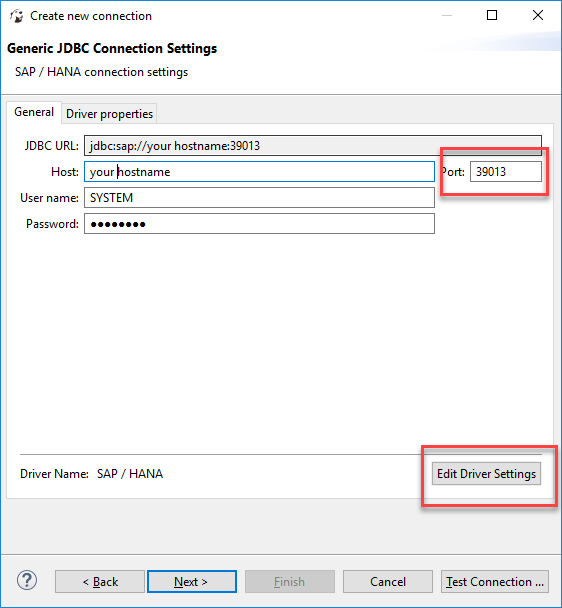 Create new connection
Generic JDBC Connection Settings
SAP / HANA connection settings
General Driver properties
JDBC URL: jdbc:sap://your hostname:39013
Host: your hostname Port: 39013
User name: SYSTEM
Password: ●●●●●●●●
Driver Name: SAP / HANA Edit Driver Settings
? < Back Next > Finish Cancel Test Connection ...